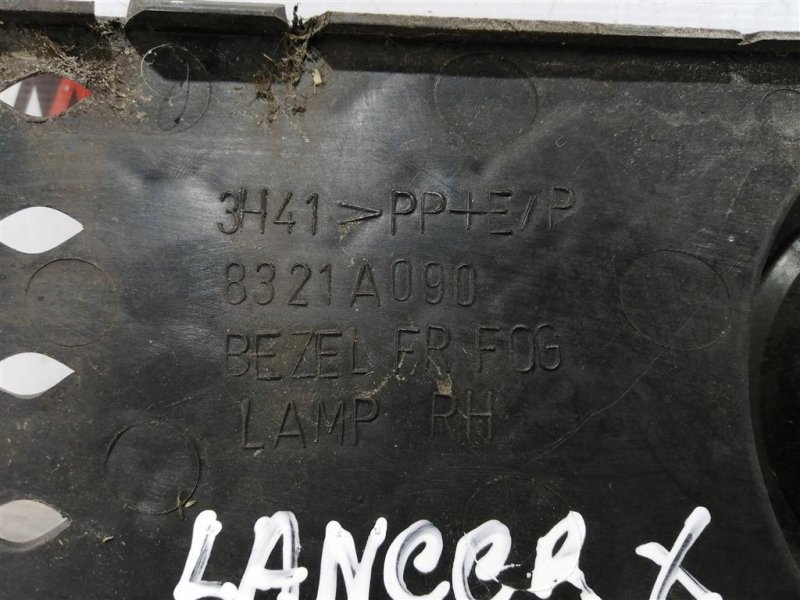 3H41 >PP+E/P
8321A090
BEZEL FR FOG
LAMP RH
LANCER X